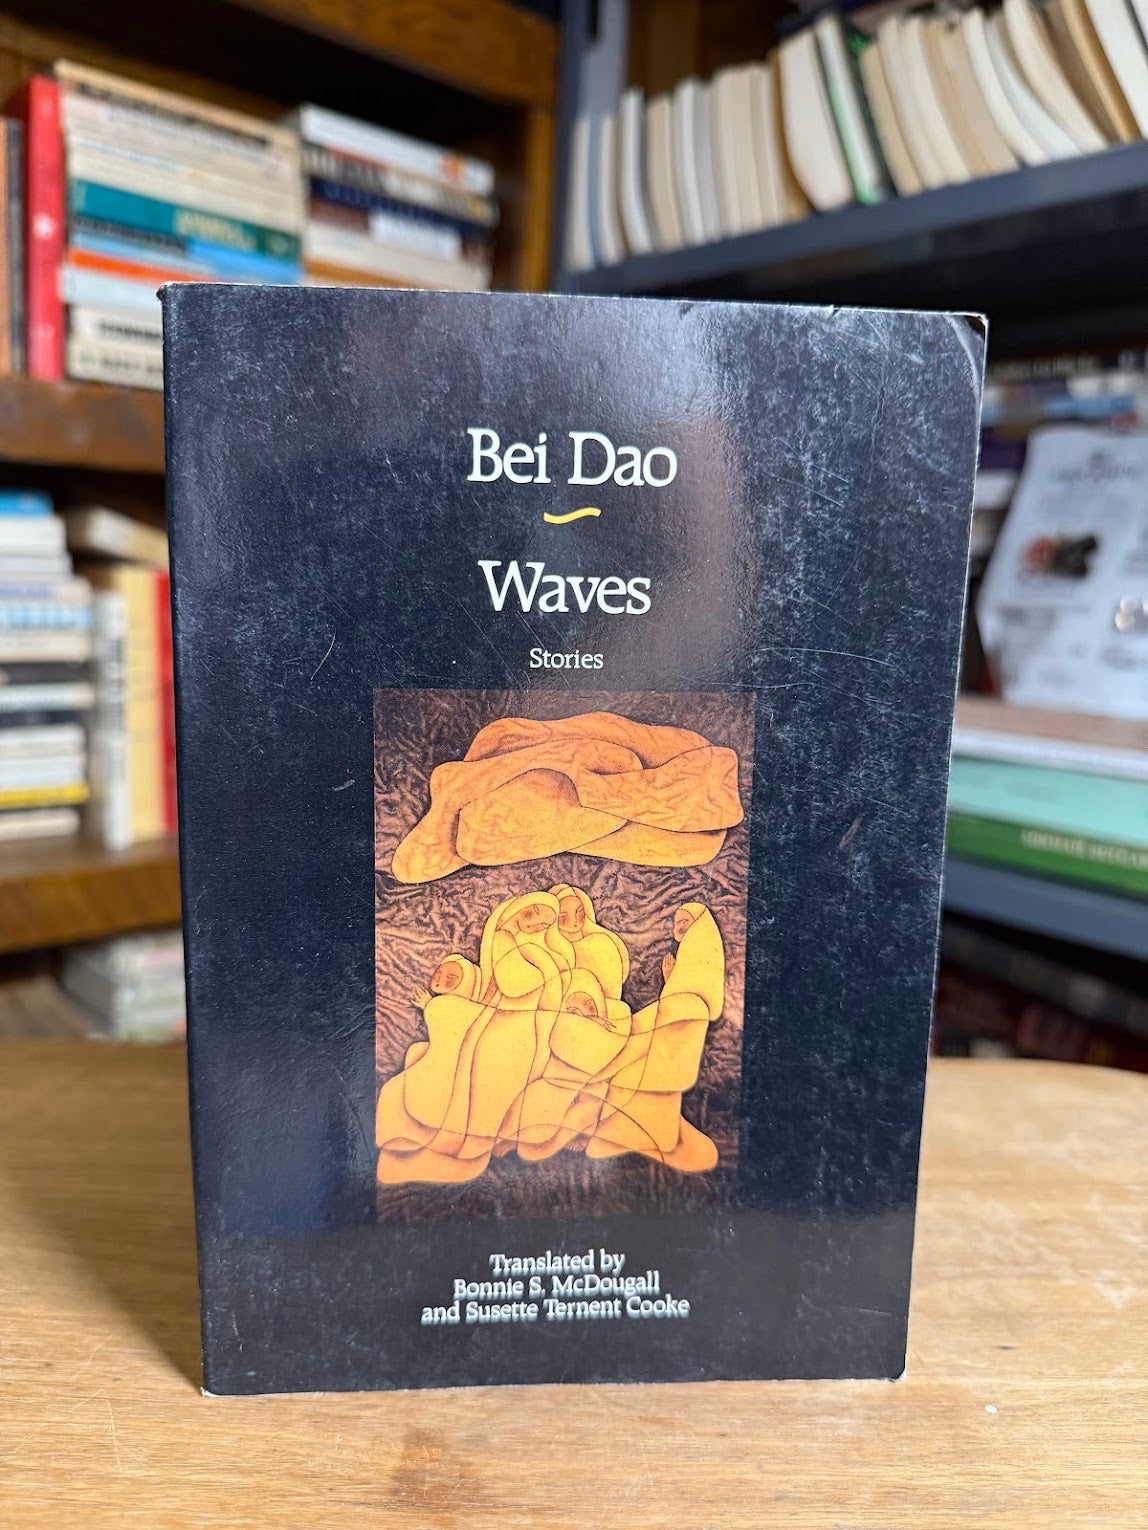 Bei Dao
Waves
Stories
Translated by
Bonnie S. McDougall
and Susette Ternent Cooke